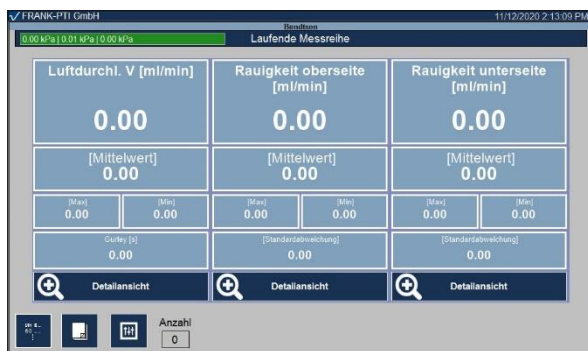 FRANK-PTI GmbH 11/12/2020 2:13:09 PM
Bendtsen
0.00 kPa | 0.01 kPa | 0.00 kPa Laufende Messreihe
Luftdurchl. V [ml/min] Rauigkeit oberseite [ml/min] Rauigkeit unterseite [ml/min]
0.00 0.00 0.00
[Mittelwert] [Mittelwert] [Mittelwert]
0.00 0.00 0.00
[Max] [Min] [Max] [Min] [Max] [Min]
0.00 0.00 0.00 0.00 0.00 0.00
Gurley [s] [Standardabweichung] [Standardabweichung]
0.00 0.00 0.00
Detailansicht Detailansicht Detailansicht
Anzahl
0